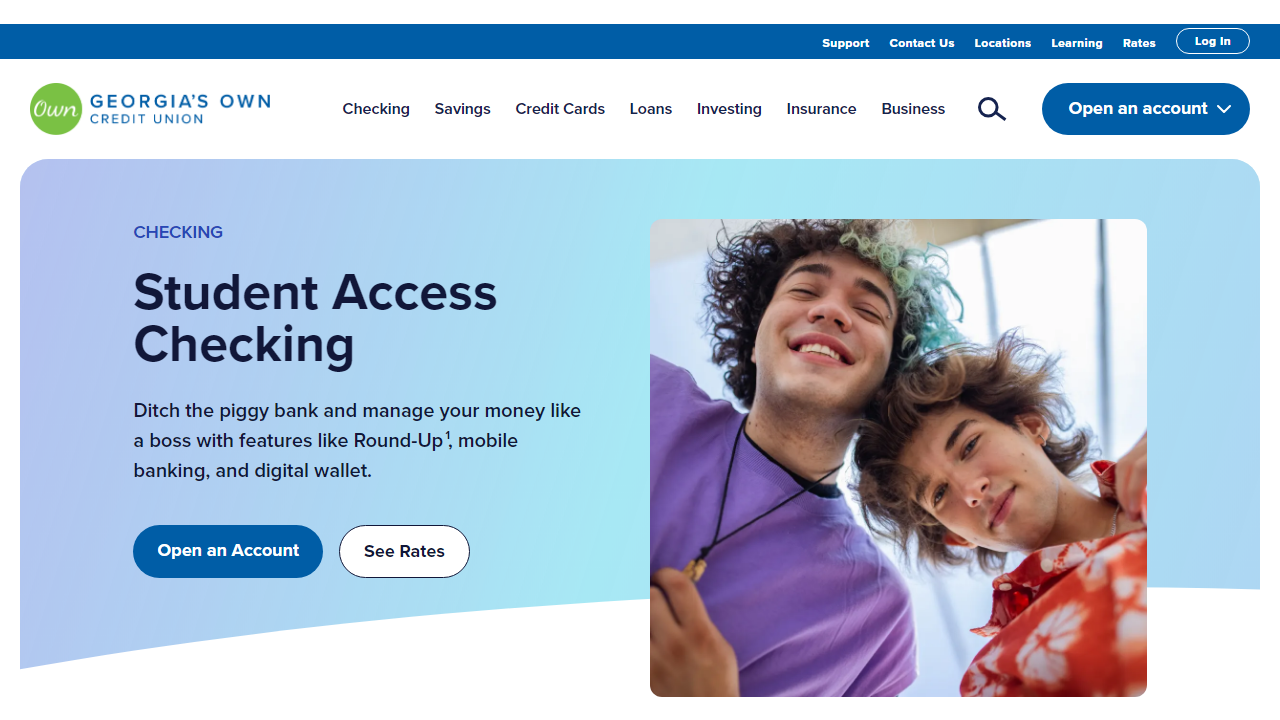 Support Contact Us Locations Learning Rates Log In
Own GEORGIA'S OWN
CREDIT UNION
Checking Savings Credit Cards Loans Investing Insurance Business Open an account
CHECKING
Student Access
Checking
Ditch the piggy bank and manage your money like
a boss with features like Round-Up¹, mobile
banking, and digital wallet.
Open an Account See Rates